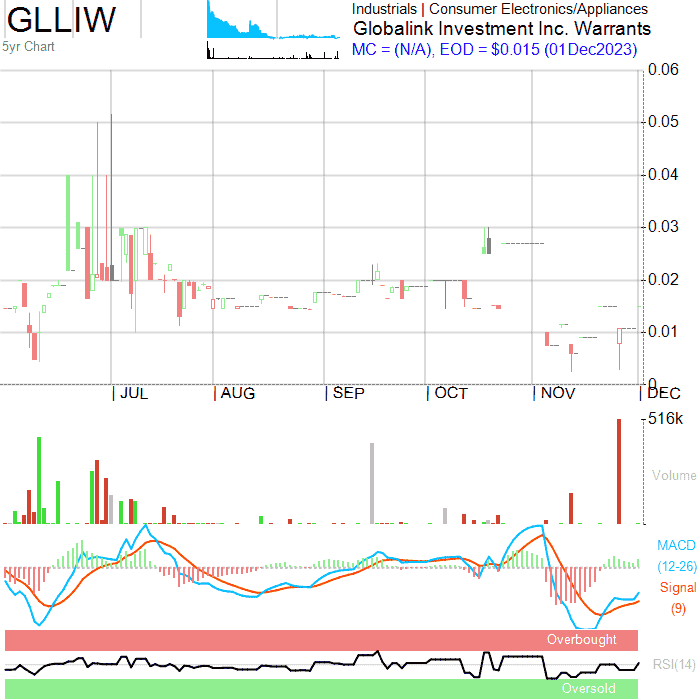 GLLIW
5yr Chart
Industrials | Consumer Electronics/Appliances
Globalink Investment Inc. Warrants
MC = (N/A), EOD = $0.015 (01Dec2023)
0.06
0.05
0.04
0.03
0.02
0.01
0
JUL AUG SEP OCT NOV DEC
516k
Volume
MACD
(12-26)
Signal
(9)
Overbought
RSI(14)
Oversold